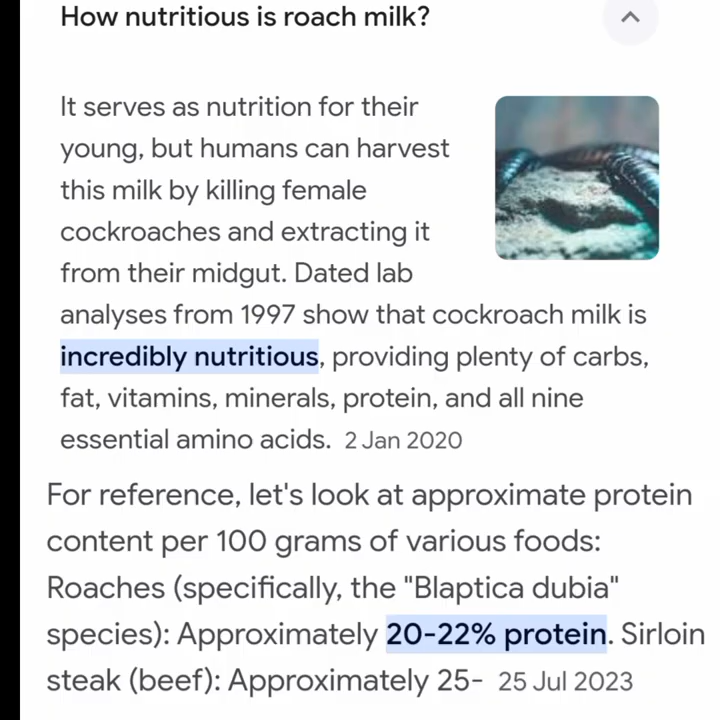 How nutritious is roach milk?
It serves as nutrition for their
young, but humans can harvest
this milk by killing female
cockroaches and extracting it
from their midgut. Dated lab
analyses from 1997 show that cockroach milk is
incredibly nutritious, providing plenty of carbs,
fat, vitamins, minerals, protein, and all nine
essential amino acids. 2 Jan 2020
For reference, let's look at approximate protein
content per 100 grams of various foods:
Roaches (specifically, the "Blaptica dubia"
species): Approximately 20-22% protein. Sirloin
steak (beef): Approximately 25- 25 Jul 2023